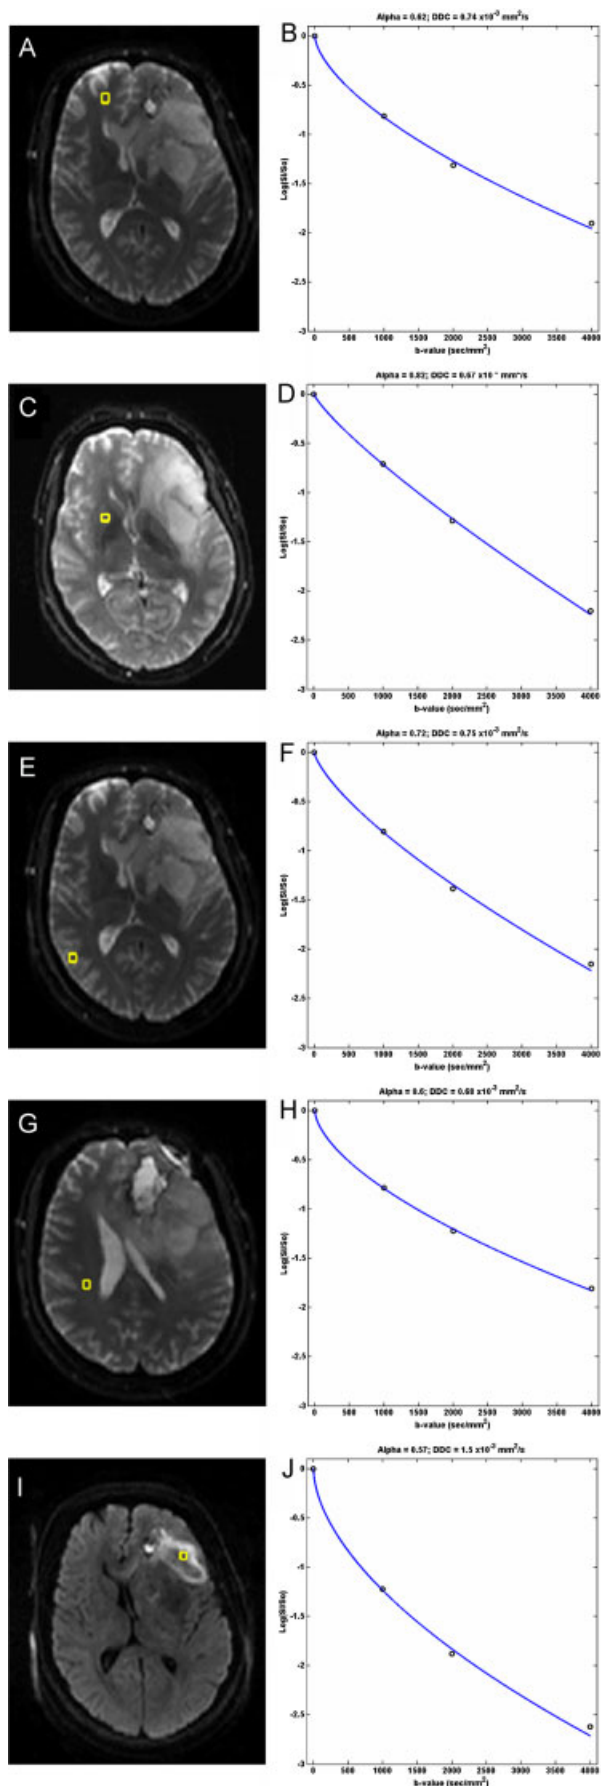 A
B
Alpha = 0.62; DDC = 0.74 x10⁻³ mm²/s
Log(Si/So)
0
-0.5
-1
-1.5
-2
-2.5
-3
0 500 1000 1500 2000 2500 3000 3500 4000
b-value (sec/mm²)
C
D
Alpha = 0.82; DDC = 0.67 x10
Log(Si/So)
0
-0.5
-1
-1.5
-2
-2.5
-3
0 500 1000 1500 2000 2500 3000 3500 4000
b-value (sec/mm²)
E
F
Alpha = 0.72; DDC = 0.75 x10⁻³ mm²/s
Log(Si/So)
0
-0.5
-1
-1.5
-2
-2.5
-3
0 500 1000 1500 2000 2500 3000 3500 4000
b-value (sec/mm²)
G
H
Alpha = 0.6; DDC = 0.68 x10⁻³ mm²/s
Log(Si/So)
0
-0.5
-1
-1.5
-2
-2.5
-3
0 500 1000 1500 2000 2500 3000 3500 4000
b-value (sec/mm²)
I
J
Alpha = 0.57; DDC = 1.5 x10⁻³ mm²/s
Log(Si/So)
0
-0.5
-1
-1.5
-2
-2.5
-3
0 500 1000 1500 2000 2500 3000 3500 4000
b-value (sec/mm²)